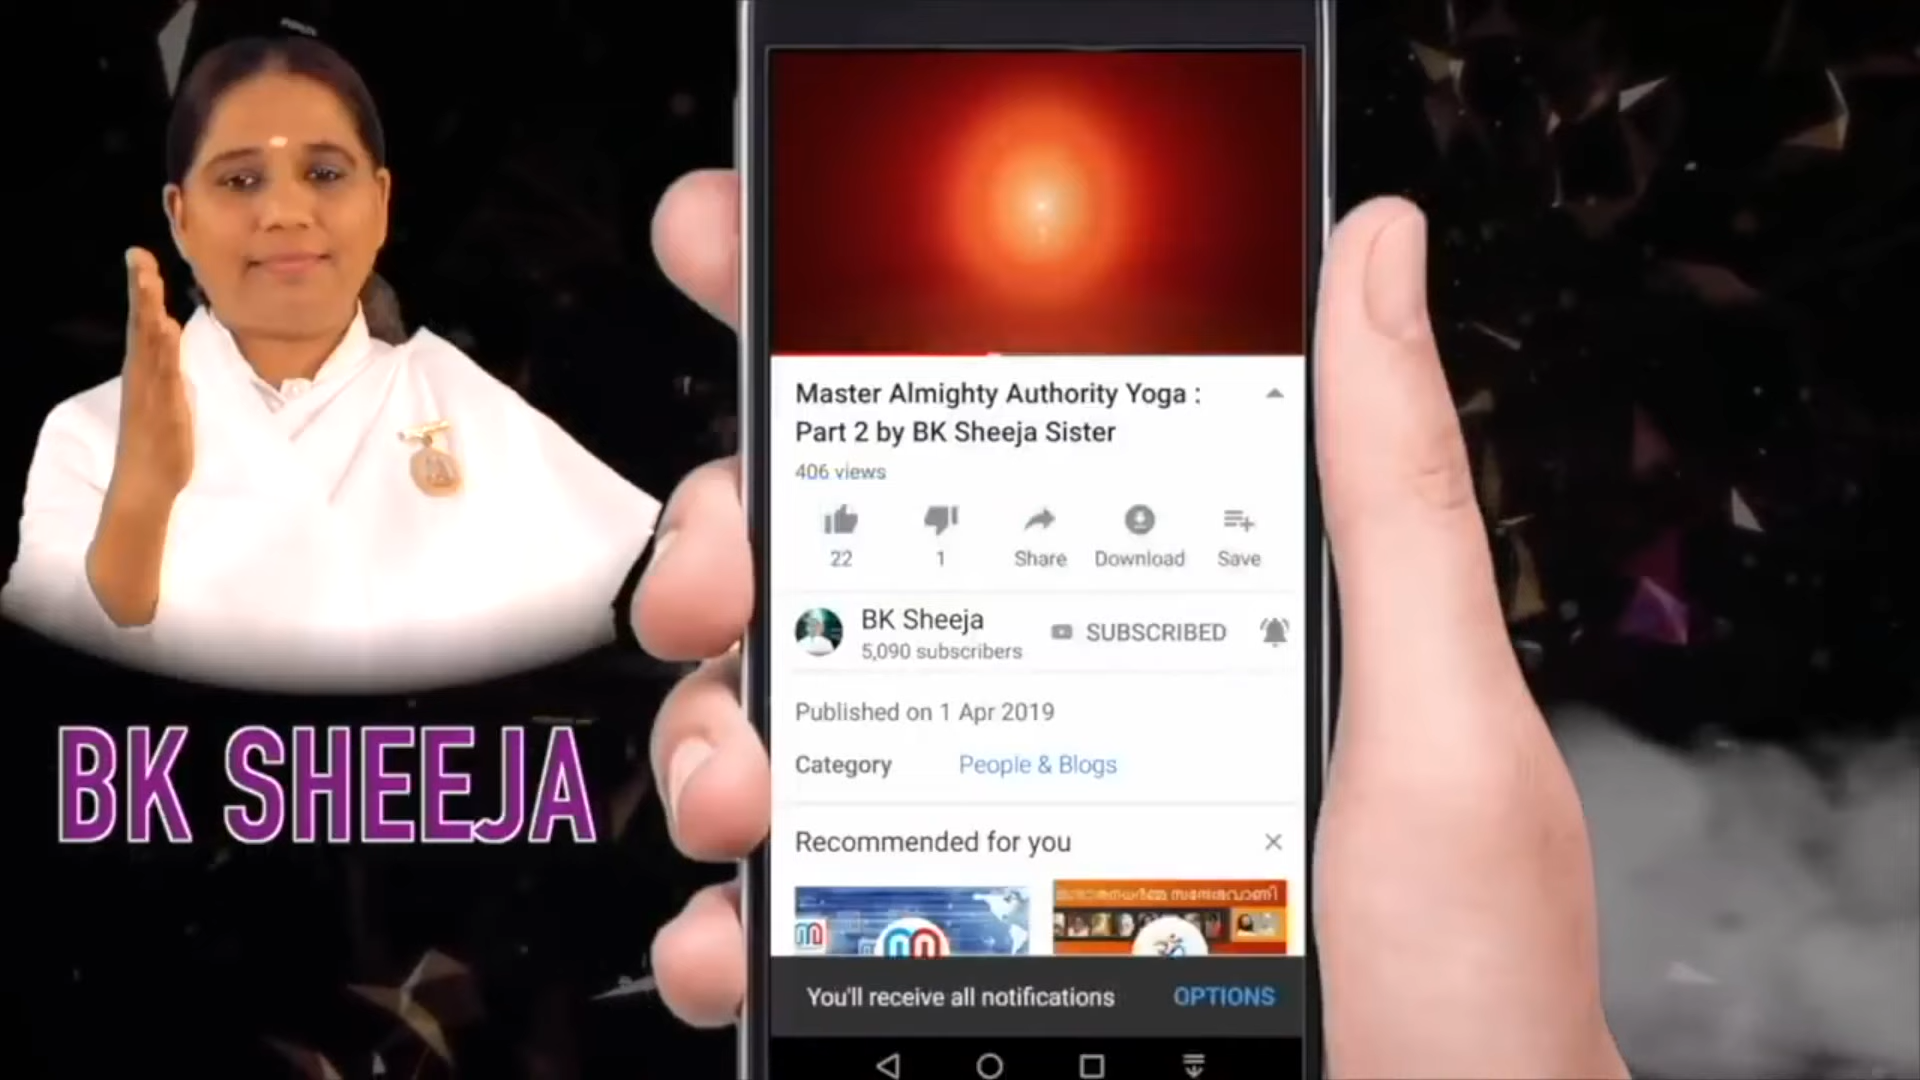 BK SHEEJA
Master Almighty Authority Yoga :
Part 2 by BK Sheeja Sister
406 views
22
1
Share
Download
Save
BK Sheeja
5,090 subscribers
SUBSCRIBED
Published on 1 Apr 2019
Category
People & Blogs
Recommended for you
You'll receive all notifications
OPTIONS